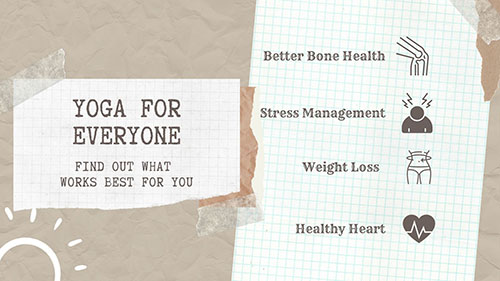 YOGA FOR
EVERYONE
FIND OUT WHAT
WORKS BEST FOR YOU
Better Bone Health
Stress Management
Weight Loss
Healthy Heart